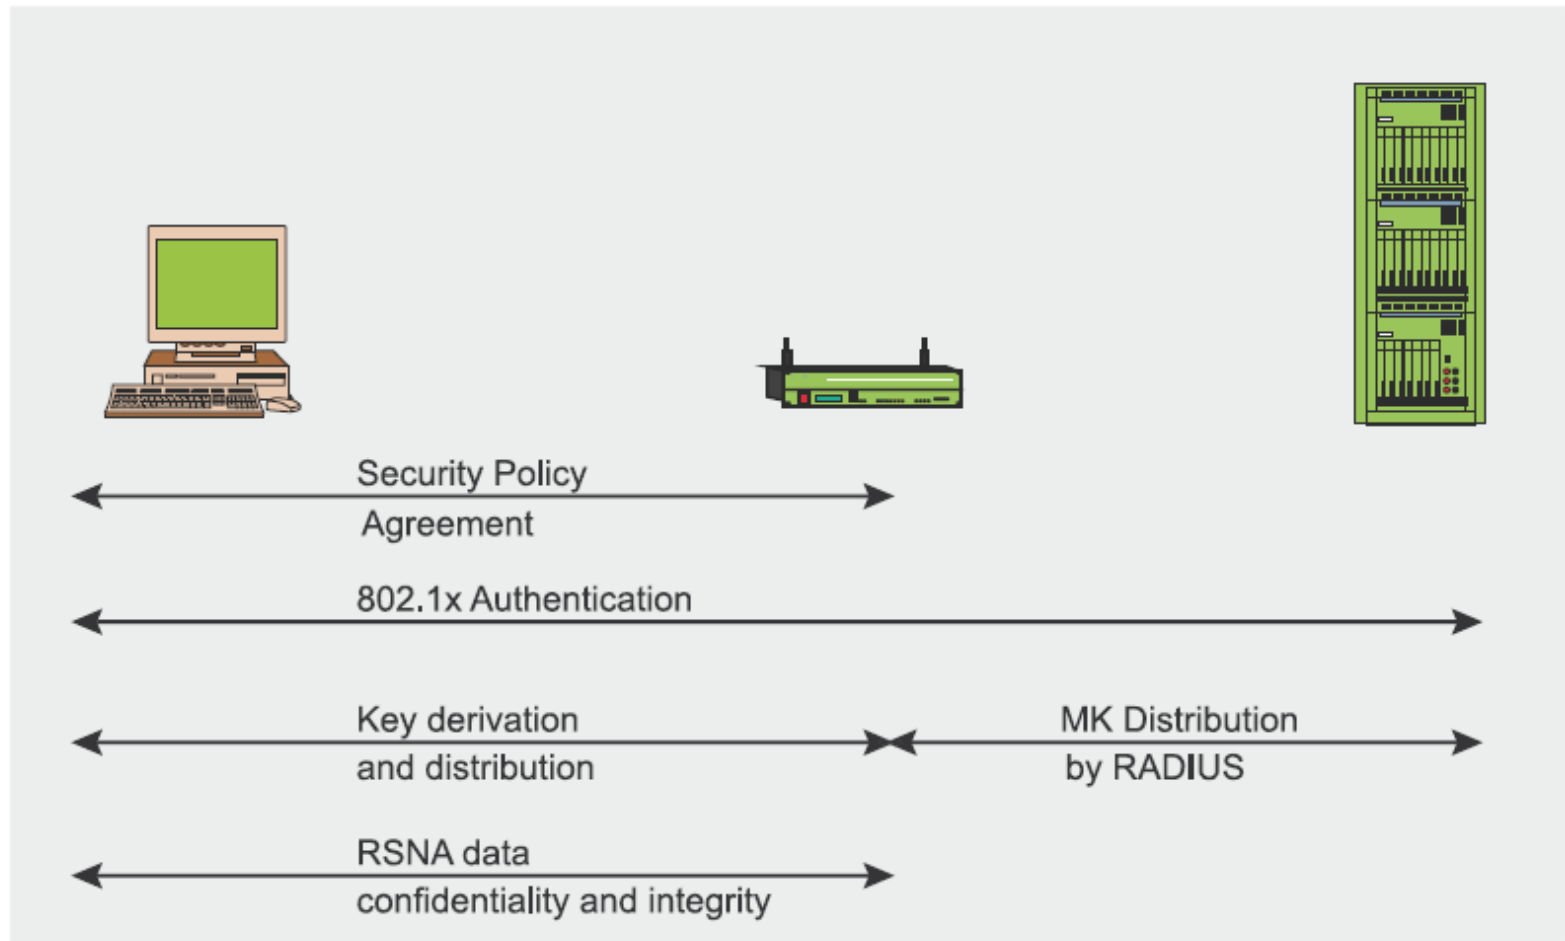 Security Policy
Agreement
802.1x Authentication
Key derivation
and distribution
MK Distribution
by RADIUS
RSNA data
confidentiality and integrity